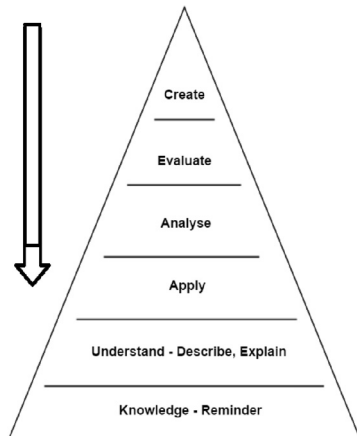 Create
Evaluate
Analyse
Apply
Understand - Describe, Explain
Knowledge - Reminder